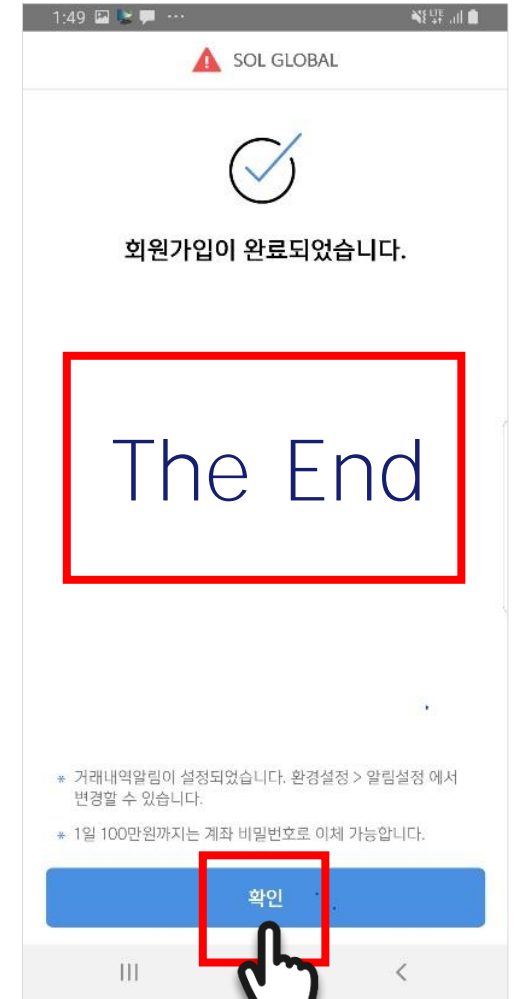 1:49
SOL GLOBAL
회원가입이 완료되었습니다.
The End
* 거래내역알림이 설정되었습니다. 환경설정 > 알림설정 에서
변경할 수 있습니다.
* 1일 100만원까지는 계좌 비밀번호로 이체 가능합니다.
확인